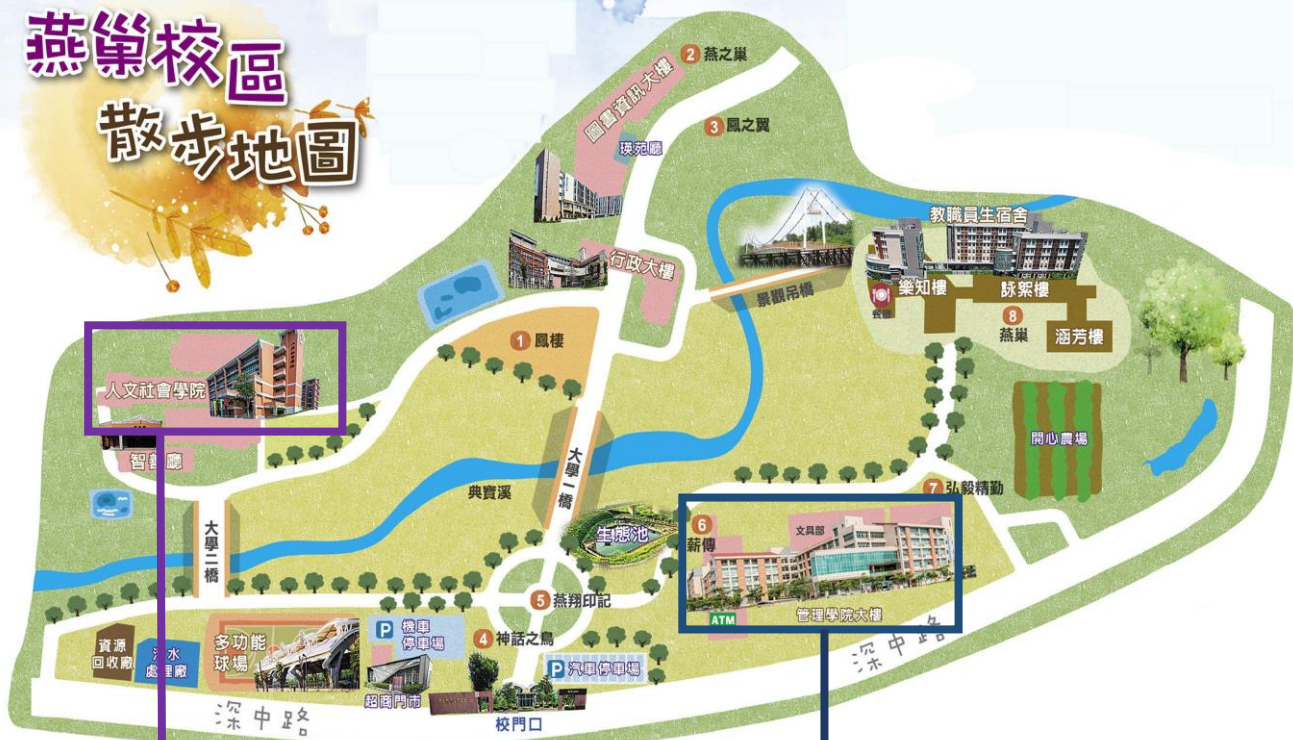 燕巢校區
散步地圖
2 燕之巢
圖書資訊大樓
3 鳳之翼
瑛苑廳
教職員生宿舍
行政大樓
景觀吊橋
樂知樓
詠絮樓
餐廳
8
燕巢
涵芳樓
1 鳳棲
人文社會學院
開心農場
智善廳
大學一橋
典寶溪
7 弘毅精勤
大學二橋
生態池
6
薪傳
文具部
5 燕翔印記
管理學院大樓
ATM
資源
回收廠
污水
處理廠
多功能
球場
P 機車
停車場
4 神話之鳥
P 汽車停車場
深中路
超商門市
深中路
校門口